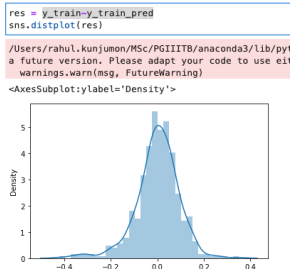 res = y_train-y_train_pred
sns.distplot(res)
/Users/rahul.kunjumon/MSc/PGIIITB/anaconda3/lib/pyt
a future version. Please adapt your code to use eit
warnings.warn(msg, FutureWarning)
<AxesSubplot:ylabel='Density'>
5
4
3
2
1
0
Density
-0.4 -0.2 0.0 0.2 0.4